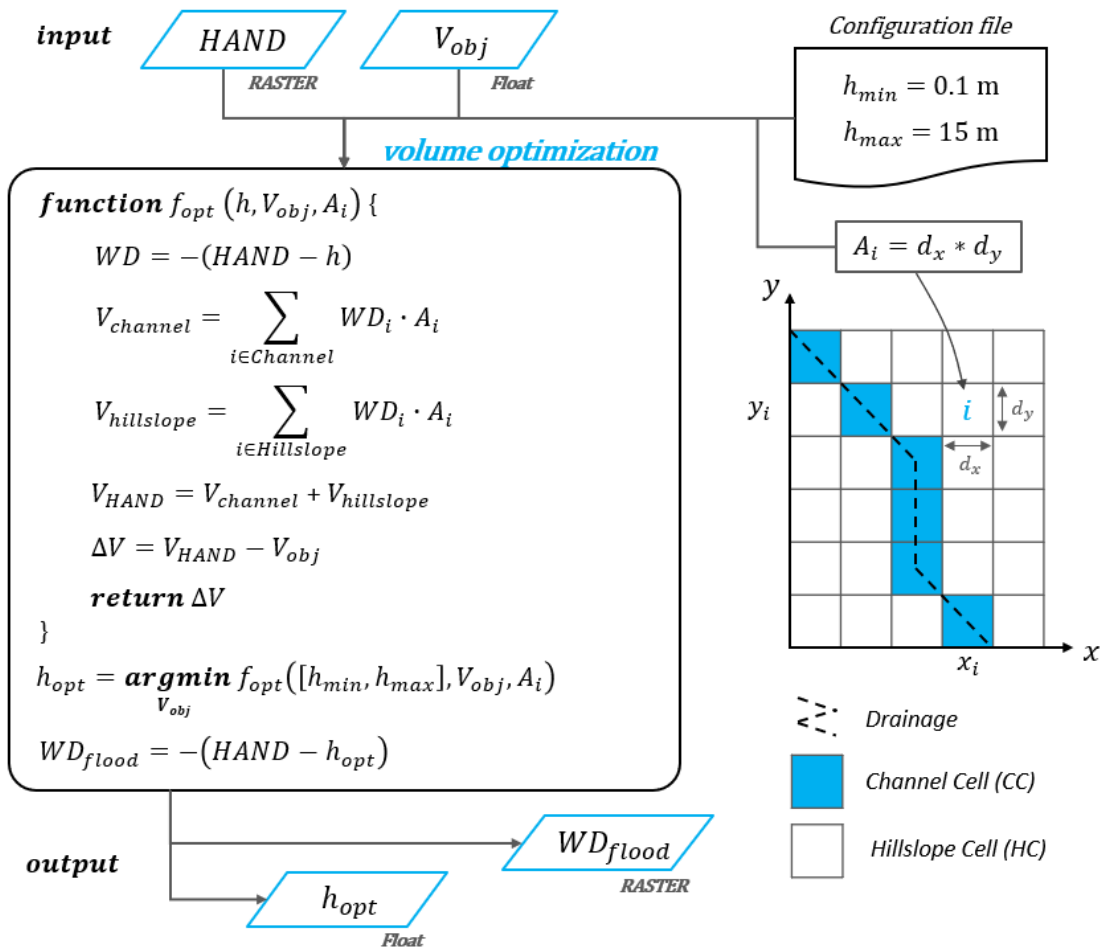 input
HAND
RASTER
V_obj
Float
Configuration file
h_min = 0.1 m
h_max = 15 m
volume optimization
function f_opt (h, V_obj, A_i) {
WD = −(HAND − h)
V_channel = ∑_{i∈Channel} WD_i · A_i
V_hillslope = ∑_{i∈Hillslope} WD_i · A_i
V_HAND = V_channel + V_hillslope
ΔV = V_HAND − V_obj
return ΔV
}
h_opt = argmin_{V_obj} f_opt([h_min, h_max], V_obj, A_i)
WD_flood = −(HAND − h_opt)
A_i = d_x * d_y
y
y_i
i
d_y
d_x
x_i
x
Drainage
Channel Cell (CC)
Hillslope Cell (HC)
output
WD_flood
RASTER
h_opt
Float